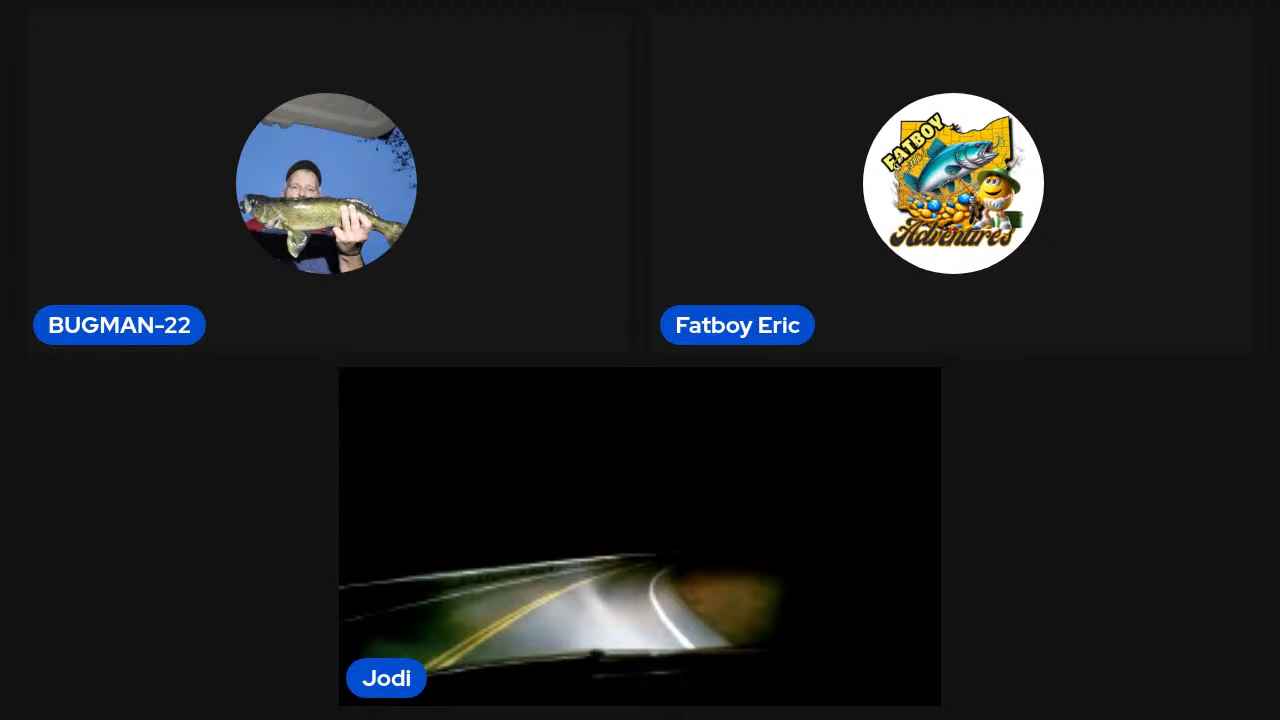 FATBOY
Adventures
BUGMAN-22
Fatboy Eric
Jodi